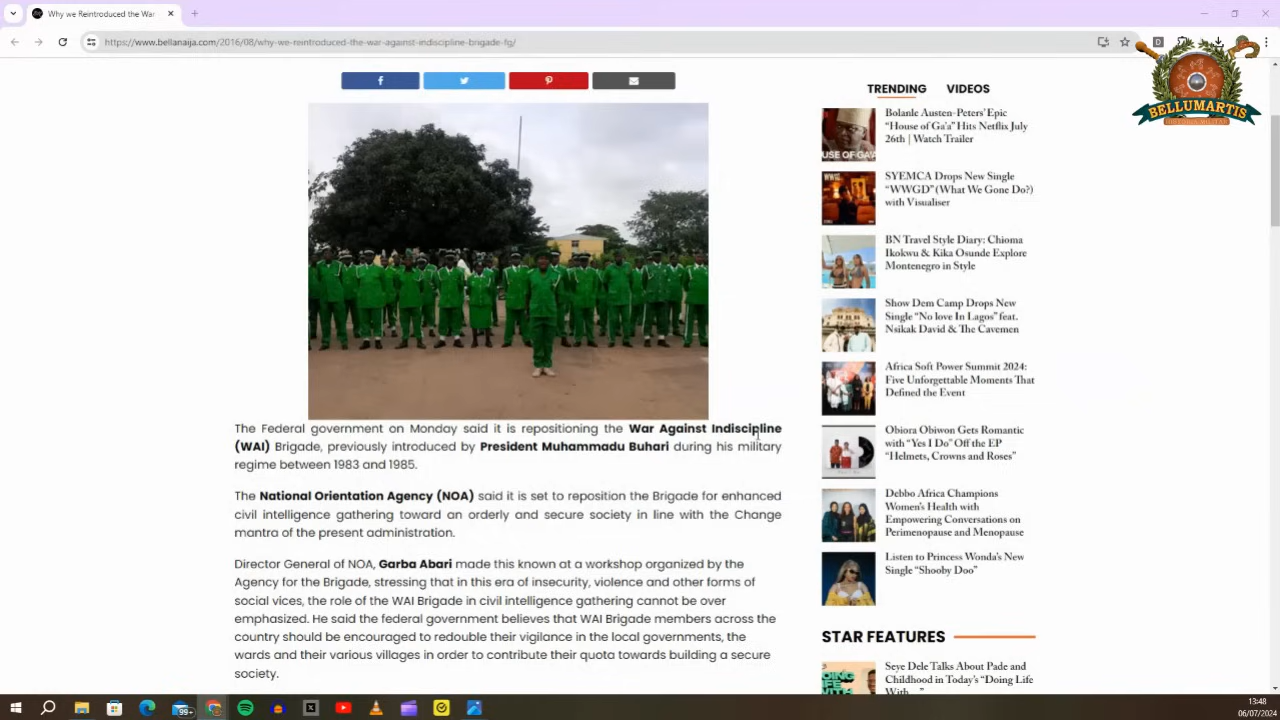 Why we Reintroduced the War
https://www.bellanaija.com/2016/08/why-we-reintroduced-the-war-against-indiscipline-brigade-fg/
BELLUMARTIS
HISTORIA MILITAR
TRENDING VIDEOS
Bolanle Austen-Peters' Epic
"House of Ga'a" Hits Netflix July
26th | Watch Trailer
SYEMCA Drops New Single
"WWGD" (What We Gone Do?)
with Visualiser
BN Travel Style Diary: Chioma
Ikokwu & Kika Osunde Explore
Montenegro in Style
Show Dem Camp Drops New
Single "No love In Lagos" feat.
Nsikak David & The Cavemen
Africa Soft Power Summit 2024:
Five Unforgettable Moments That
Defined the Event
Obiora Obiwon Gets Romantic
with "Yes I Do" Off the EP
"Helmets, Crowns and Roses"
Debbo Africa Champions
Women's Health with
Empowering Conversations on
Perimenopause and Menopause
Listen to Princess Wonda's New
Single "Shooby Doo"
STAR FEATURES
Seye Dele Talks About Pade and
Childhood in Today's "Doing Life
With..."
The Federal government on Monday said it is repositioning the War Against Indiscipline
(WAI) Brigade, previously introduced by President Muhammadu Buhari during his military
regime between 1983 and 1985.
The National Orientation Agency (NOA) said it is set to reposition the Brigade for enhanced
civil intelligence gathering toward an orderly and secure society in line with the Change
mantra of the present administration.
Director General of NOA, Garba Abari made this known at a workshop organized by the
Agency for the Brigade, stressing that in this era of insecurity, violence and other forms of
social vices, the role of the WAI Brigade in civil intelligence gathering cannot be over
emphasized. He said the federal government believes that WAI Brigade members across the
country should be encouraged to redouble their vigilance in the local governments, the
wards and their various villages in order to contribute their quota towards building a secure
society.
99+
13:48
06/07/2024